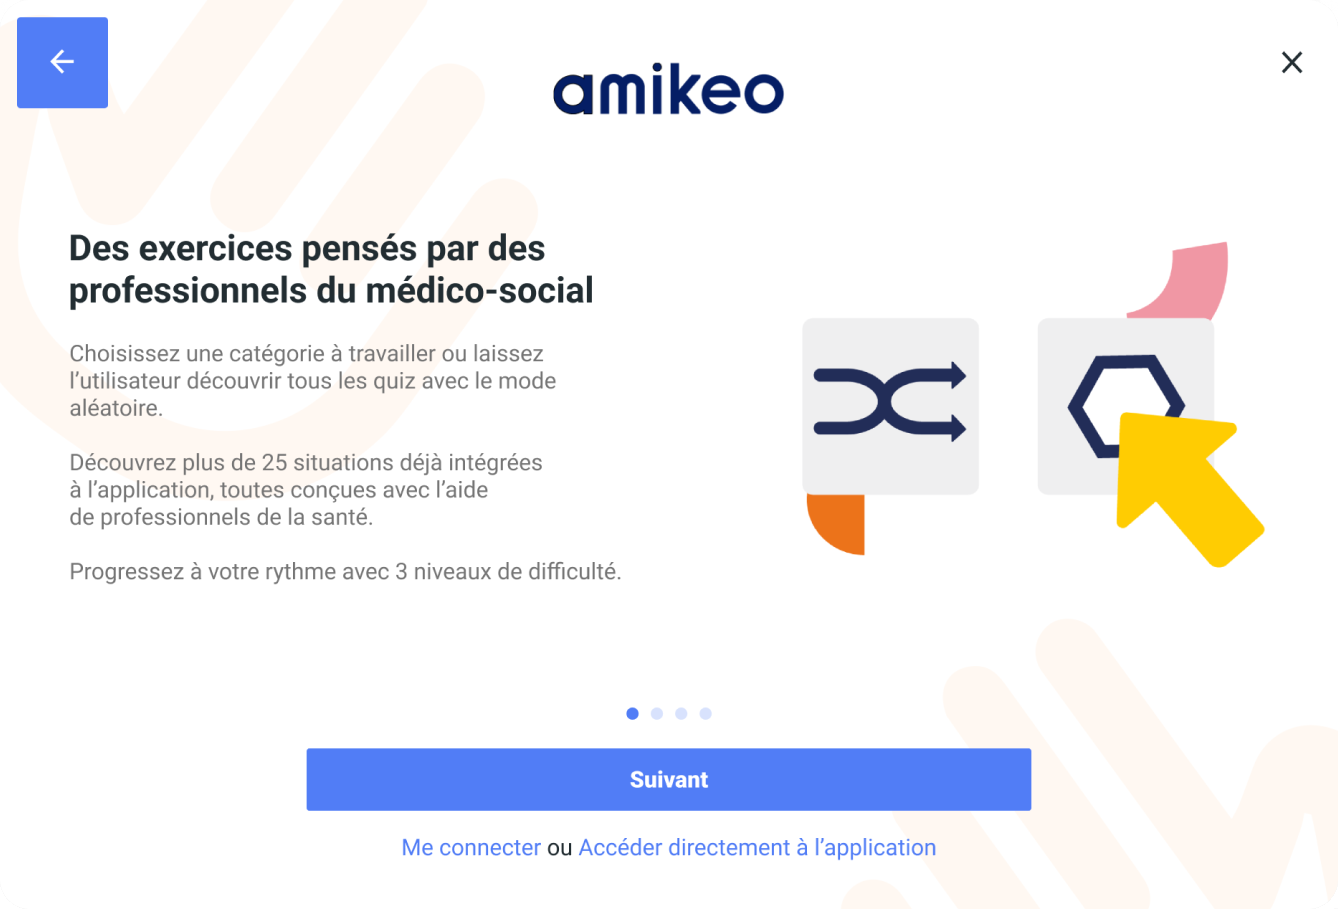 amikeo
Des exercices pensés par des
professionnels du médico-social
Choisissez une catégorie à travailler ou laissez
l’utilisateur découvrir tous les quiz avec le mode
aléatoire.
Découvrez plus de 25 situations déjà intégrées
à l’application, toutes conçues avec l’aide
de professionnels de la santé.
Progressez à votre rythme avec 3 niveaux de difficulté.
Suivant
Me connecter ou Accéder directement à l’application